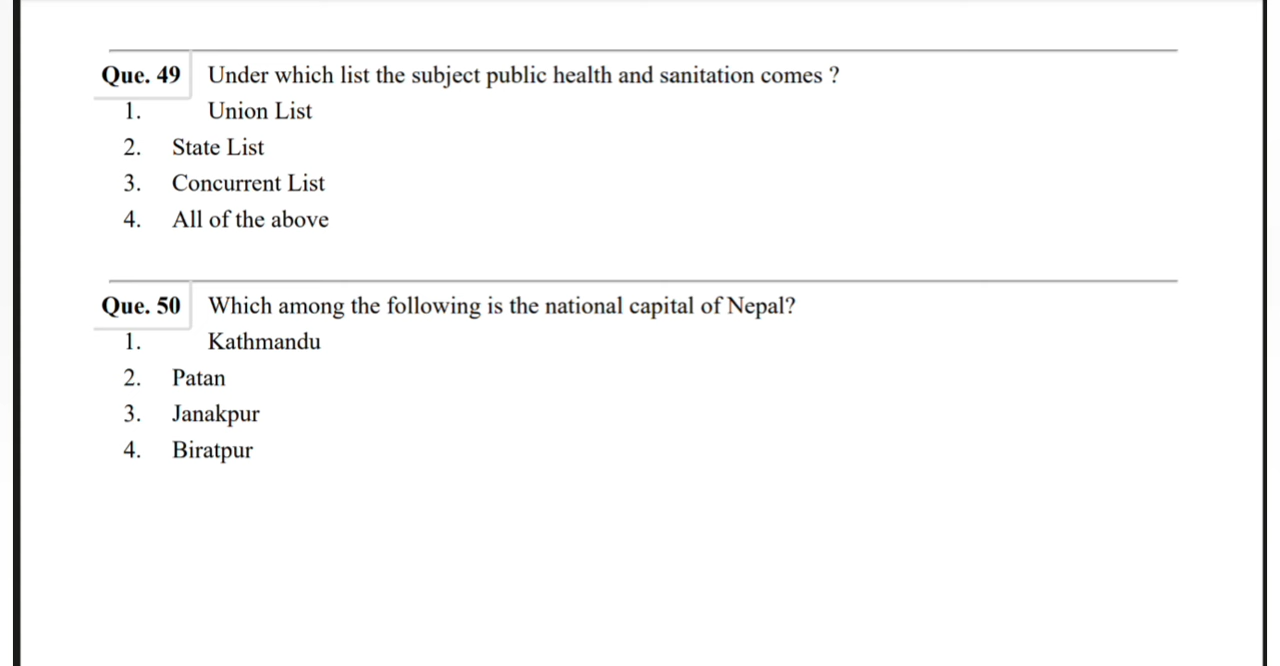 Que. 49 Under which list the subject public health and sanitation comes ?
1. Union List
2. State List
3. Concurrent List
4. All of the above
Que. 50 Which among the following is the national capital of Nepal?
1. Kathmandu
2. Patan
3. Janakpur
4. Biratpur